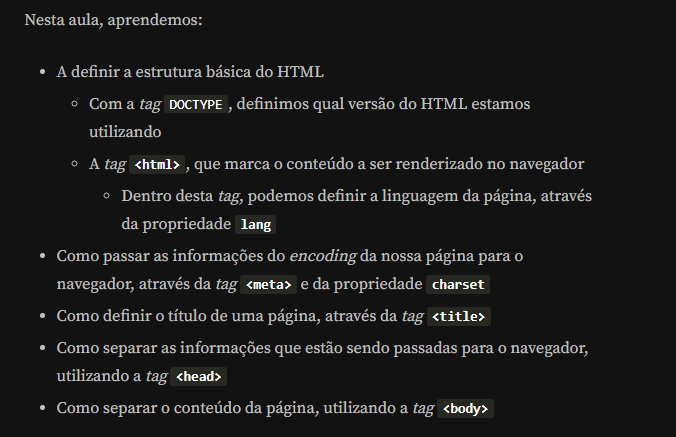 Nesta aula, aprendemos:
• A definir a estrutura básica do HTML
◦ Com a tag DOCTYPE, definimos qual versão do HTML estamos
utilizando
◦ A tag <html>, que marca o conteúdo a ser renderizado no navegador
◦ Dentro desta tag, podemos definir a linguagem da página, através
da propriedade lang
• Como passar as informações do encoding da nossa página para o
navegador, através da tag <meta> e da propriedade charset
• Como definir o título de uma página, através da tag <title>
• Como separar as informações que estão sendo passadas para o navegador,
utilizando a tag <head>
• Como separar o conteúdo da página, utilizando a tag <body>